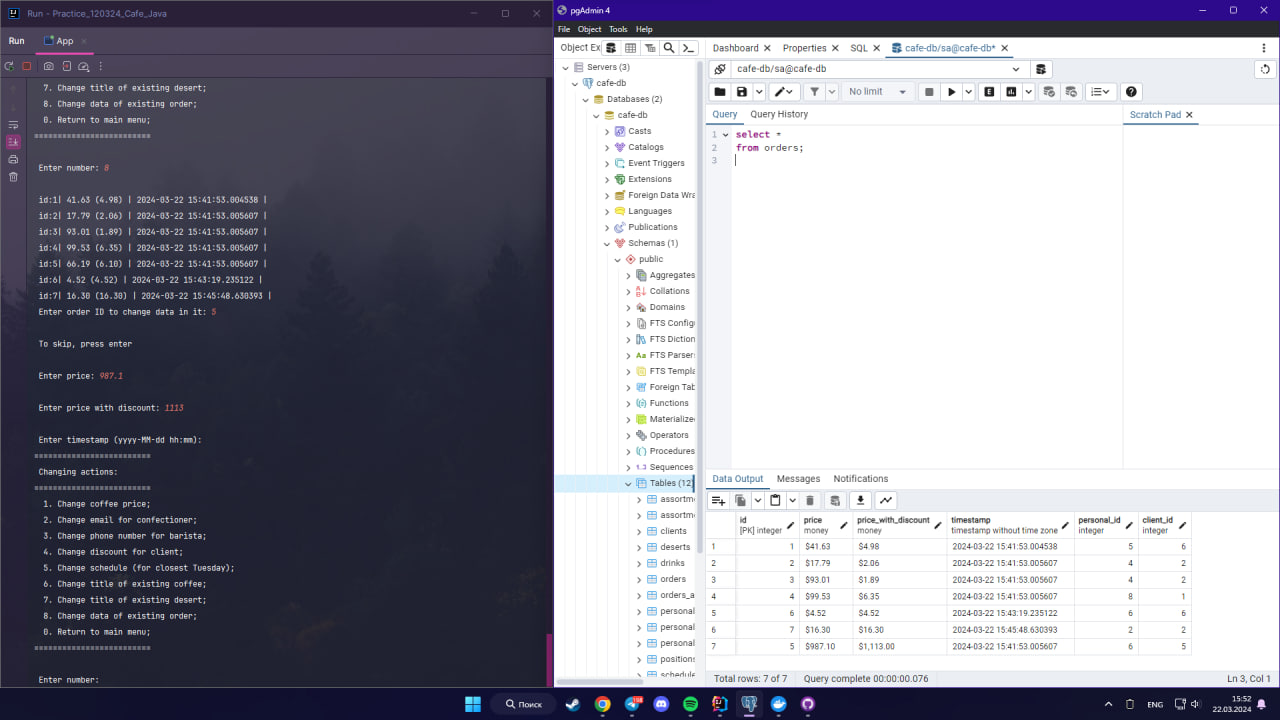 Run - Practice_120324_Cafe_Java
Run
App
7. Change title of existing desert;
8. Change data of existing order;
0. Return to main menu;
=========================
Enter number: 8
id:1| 41.63 (4.98) | 2024-03-22 15:41:53.004538 |
id:2| 17.79 (2.06) | 2024-03-22 15:41:53.005607 |
id:3| 93.01 (1.89) | 2024-03-22 15:41:53.005607 |
id:4| 99.53 (6.35) | 2024-03-22 15:41:53.005607 |
id:5| 66.19 (6.10) | 2024-03-22 15:41:53.005607 |
id:6| 4.52 (4.52) | 2024-03-22 15:43:19.235122 |
id:7| 16.30 (16.30) | 2024-03-22 15:45:48.630393 |
Enter order ID to change data in it: 5
To skip, press enter
Enter price: 987.1
Enter price with discount: 1113
Enter timestamp (yyyy-MM-dd hh:mm):
=========================
Changing actions:
=========================
1. Change coffee price;
2. Change email for confectioner;
3. Change phone number for barista;
4. Change discount for client;
5. Change schedule (for closest Tuesday);
6. Change title of existing coffee;
7. Change title of existing desert;
8. Change data of existing order;
0. Return to main menu;
=========================
Enter number:
pgAdmin 4
File Object Tools Help
Object Ex
Servers (3)
cafe-db
Databases (2)
cafe-db
Casts
Catalogs
Event Triggers
Extensions
Foreign Data Wra
Languages
Publications
Schemas (1)
public
Aggregates
Collations
Domains
FTS Config
FTS Diction
FTS Parsers
FTS Templa
Foreign Tab
Functions
Materialize
Operators
Procedures
1..3 Sequences
Tables (12)
assortme
assortme
clients
deserts
drinks
orders
orders_a
personal
personal
personal
positions
schedule
Dashboard Properties SQL cafe-db/sa@cafe-db*
cafe-db/sa@cafe-db
No limit
Query Query History
Scratch Pad
1 select *
2 from orders;
3
Data Output Messages Notifications
id [PK] integer price money price_with_discount money timestamp timestamp without time zone personal_id integer client_id integer
1 1 $41.63 $4.98 2024-03-22 15:41:53.004538 5 6
2 2 $17.79 $2.06 2024-03-22 15:41:53.005607 4 2
3 3 $93.01 $1.89 2024-03-22 15:41:53.005607 4 2
4 4 $99.53 $6.35 2024-03-22 15:41:53.005607 8 1
5 6 $4.52 $4.52 2024-03-22 15:43:19.235122 6 6
6 7 $16.30 $16.30 2024-03-22 15:45:48.630393 2 2
7 5 $987.10 $1,113.00 2024-03-22 15:41:53.005607 6 5
Total rows: 7 of 7 Query complete 00:00:00.076 Ln 3, Col 1
Поиск
198
ENG
15:52
22.03.2024